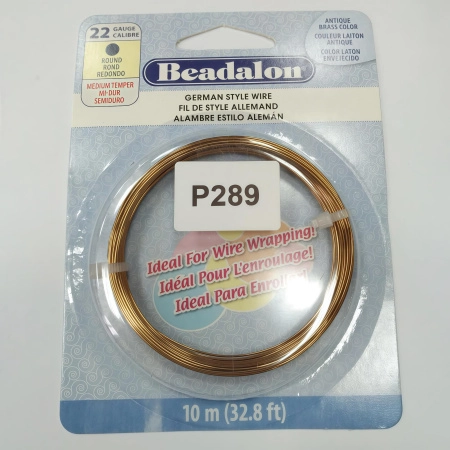 22 GAUGE
CALIBRE
ROUND
ROND
REDONDO
MEDIUM TEMPER
MI-DUR
SEMIDURO
ANTIQUE
BRASS COLOR
COULEUR LAITON
ANTIQUE
COLOR LATON
ENVEJECIDO
Beadalon
GERMAN STYLE WIRE
FIL DE STYLE ALLEMAND
ALAMBRE ESTILO ALEMÁN
P289
Ideal For Wire Wrapping!
Idéal Pour L'enroulage!
Ideal Para Enrollar!
10 m (32.8 ft)